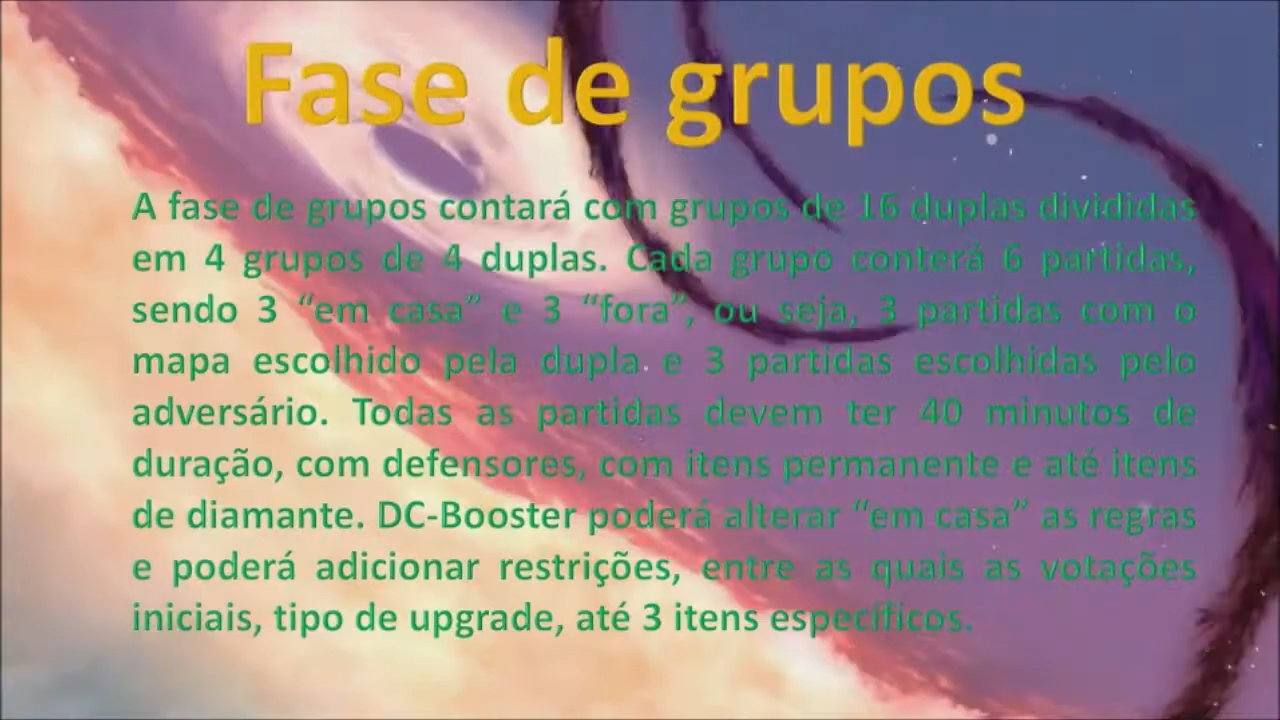 Fase de grupos
A fase de grupos contará com grupos de 16 duplas divididas
em 4 grupos de 4 duplas. Cada grupo conterá 6 partidas,
sendo 3 “em casa” e 3 “fora”, ou seja, 3 partidas com o
mapa escolhido pela dupla e 3 partidas escolhidas pelo
adversário. Todas as partidas devem ter 40 minutos de
duração, com defensores, com itens permanente e até itens
de diamante. DC-Booster poderá alterar “em casa” as regras
e poderá adicionar restrições, entre as quais as votações
iniciais, tipo de upgrade, até 3 itens específicos.